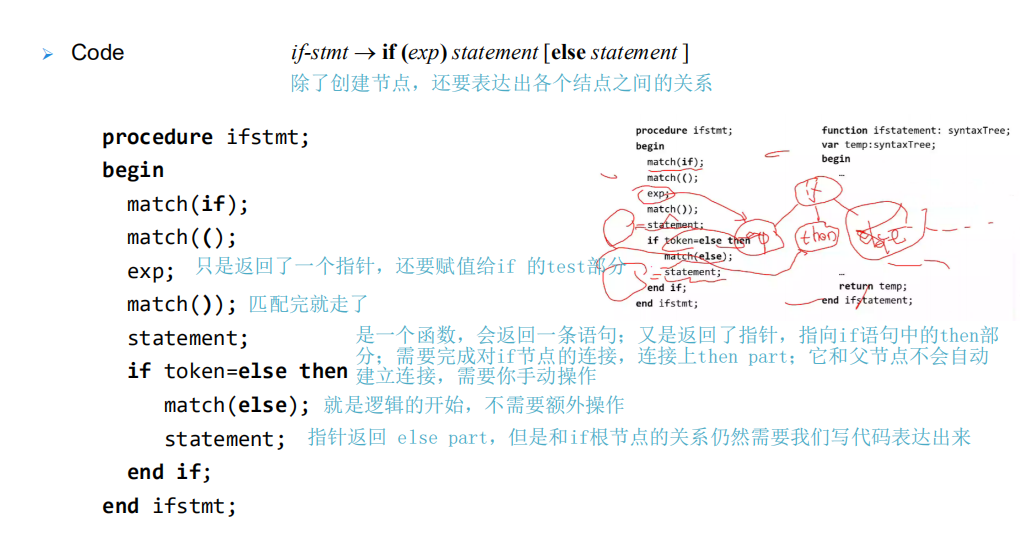 ➢ Code
if-stmt → if (exp) statement [else statement ]
除了创建节点，还要表达出各个结点之间的关系
procedure ifstmt;
begin
match(if);
match(();
exp; 只是返回了一个指针，还要赋值给if 的test部分
match()); 匹配完就走了
statement; 是一个函数，会返回一条语句；又是返回了指针，指向if语句中的then部
分；需要完成对if节点的连接，连接上then part；它和父节点不会自动
建立连接，需要你手动操作
if token=else then
match(else); 就是逻辑的开始，不需要额外操作
statement; 指针返回 else part，但是和if根节点的关系仍然需要我们写代码表达出来
end if;
end ifstmt;
procedure ifstmt;
begin
match(if);
match(();
exp;
match());
statement;
if token=else then
match(else);
statement;
end if;
end ifstmt;
function ifstatement: syntaxTree;
var temp:syntaxTree;
begin
…
if
exp
then
else
…
return temp;
end ifstatement;